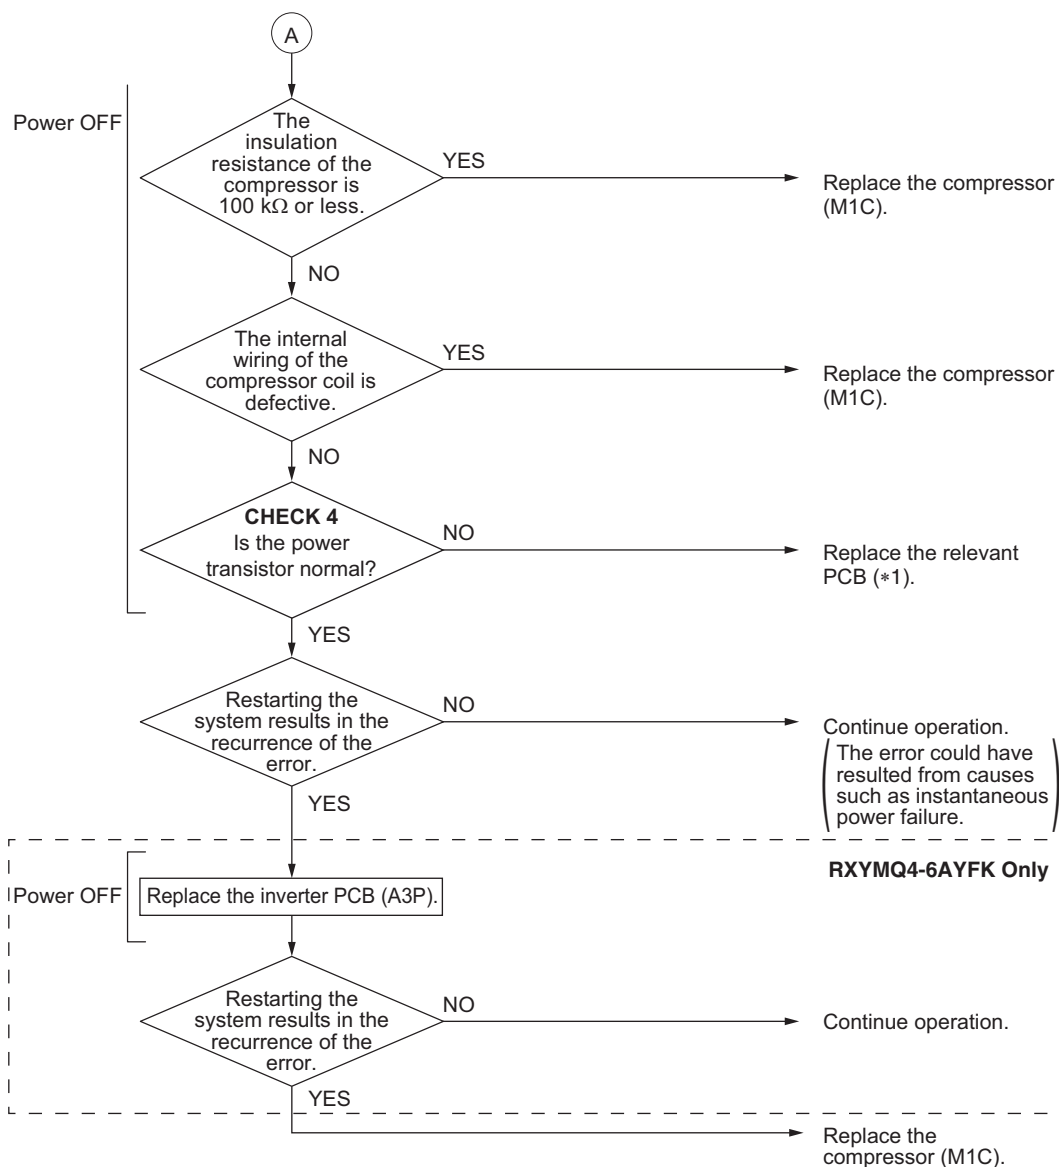 A
Power OFF
The
insulation
resistance of the
compressor is
100 kΩ or less.
YES
Replace the compressor
(M1C).
NO
The internal
wiring of the
compressor coil is
defective.
YES
Replace the compressor
(M1C).
NO
CHECK 4
Is the power
transistor normal?
NO
Replace the relevant
PCB (*1).
YES
Restarting the
system results in the
recurrence of the
error.
NO
Continue operation.
The error could have
resulted from causes
such as instantaneous
power failure.
YES
RXYMQ4-6AYFK Only
Power OFF
Replace the inverter PCB (A3P).
Restarting the
system results in the
recurrence of the
error.
NO
Continue operation.
YES
Replace the
compressor (M1C).